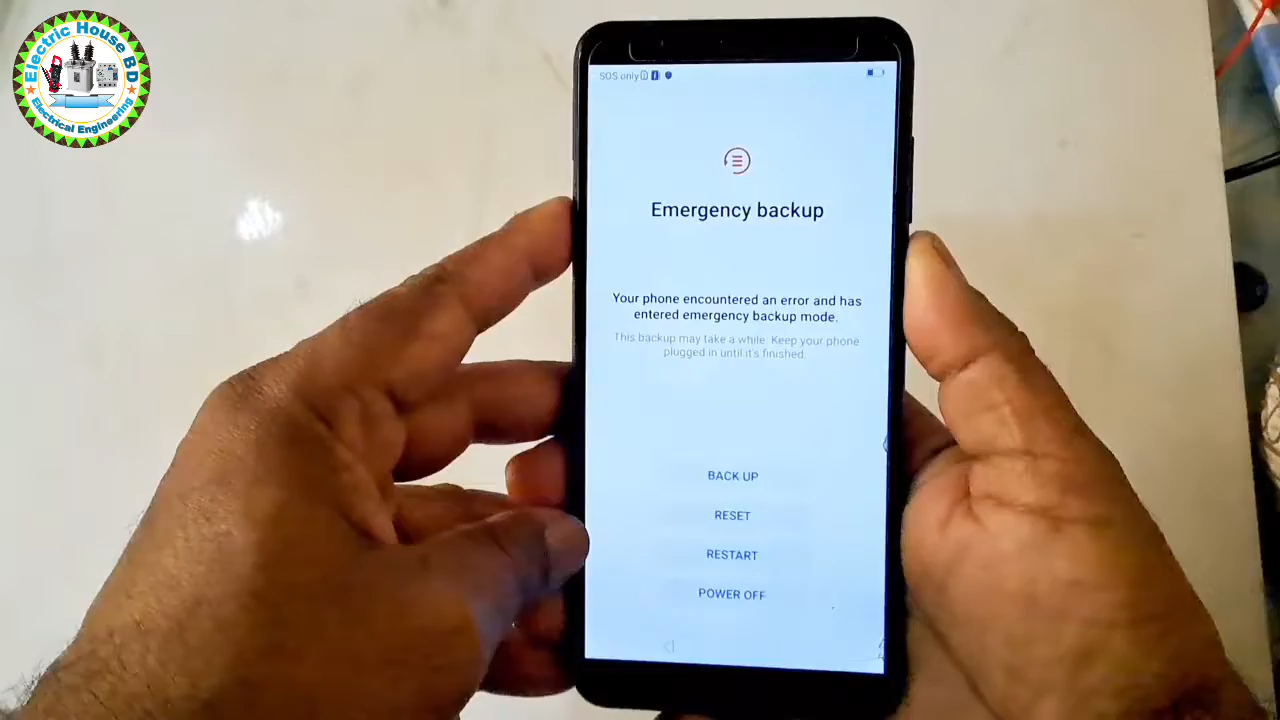 Electric House BD
Electrical Engineering
SOS only
Emergency backup
Your phone encountered an error and has
entered emergency backup mode.
This backup may take a while. Keep your phone
plugged in until it's finished.
BACK UP
RESET
RESTART
POWER OFF